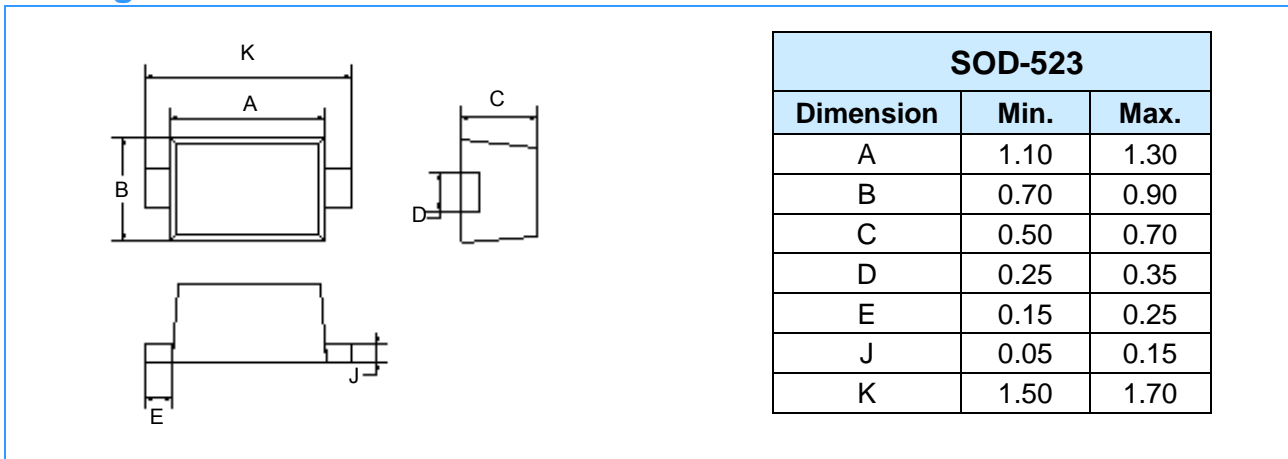 K
A
C
B
D
J
E
SOD-523
Dimension Min. Max.
A 1.10 1.30
B 0.70 0.90
C 0.50 0.70
D 0.25 0.35
E 0.15 0.25
J 0.05 0.15
K 1.50 1.70